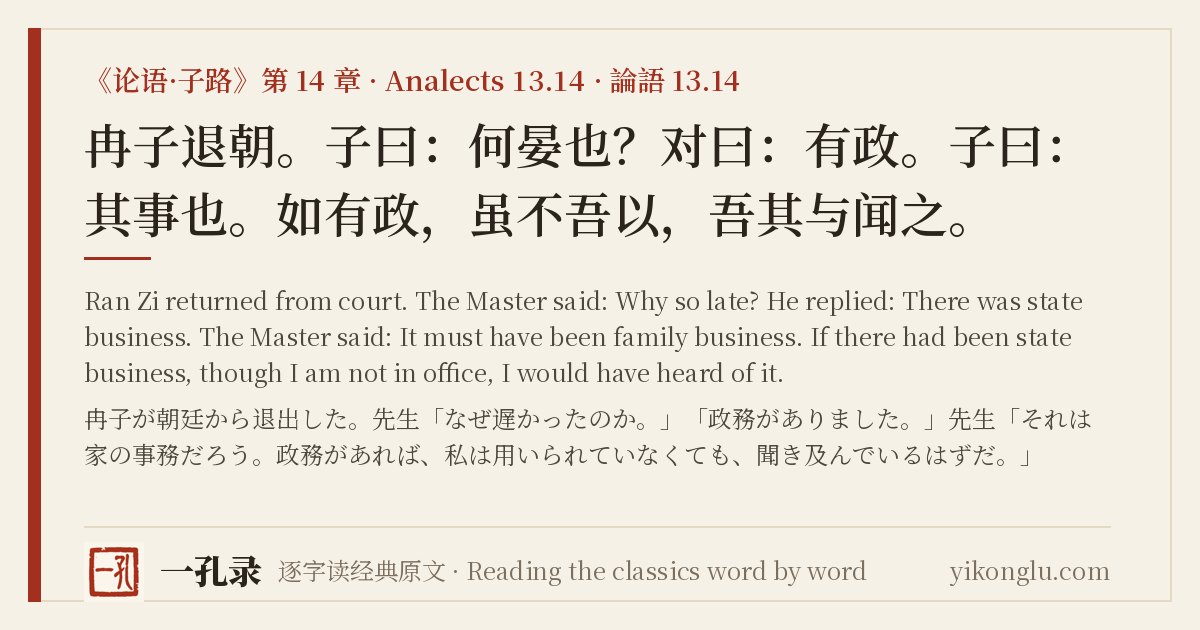 《论语·子路》第 14 章 · Analects 13.14 · 論語 13.14
冉子退朝。子曰：何晏也？对曰：有政。子曰：
其事也。如有政，虽不吾以，吾其与闻之。
Ran Zi returned from court. The Master said: Why so late? He replied: There was state
business. The Master said: It must have been family business. If there had been state
business, though I am not in office, I would have heard of it.
冉子が朝廷から退出した。先生「なぜ遅かったのか。」「政務がありました。」先生「それは
家の事務だろう。政務があれば、私は用いられていなくても、聞き及んでいるはずだ。」
一孔
一孔录 逐字读经典原文 · Reading the classics word by word yikonglu.com